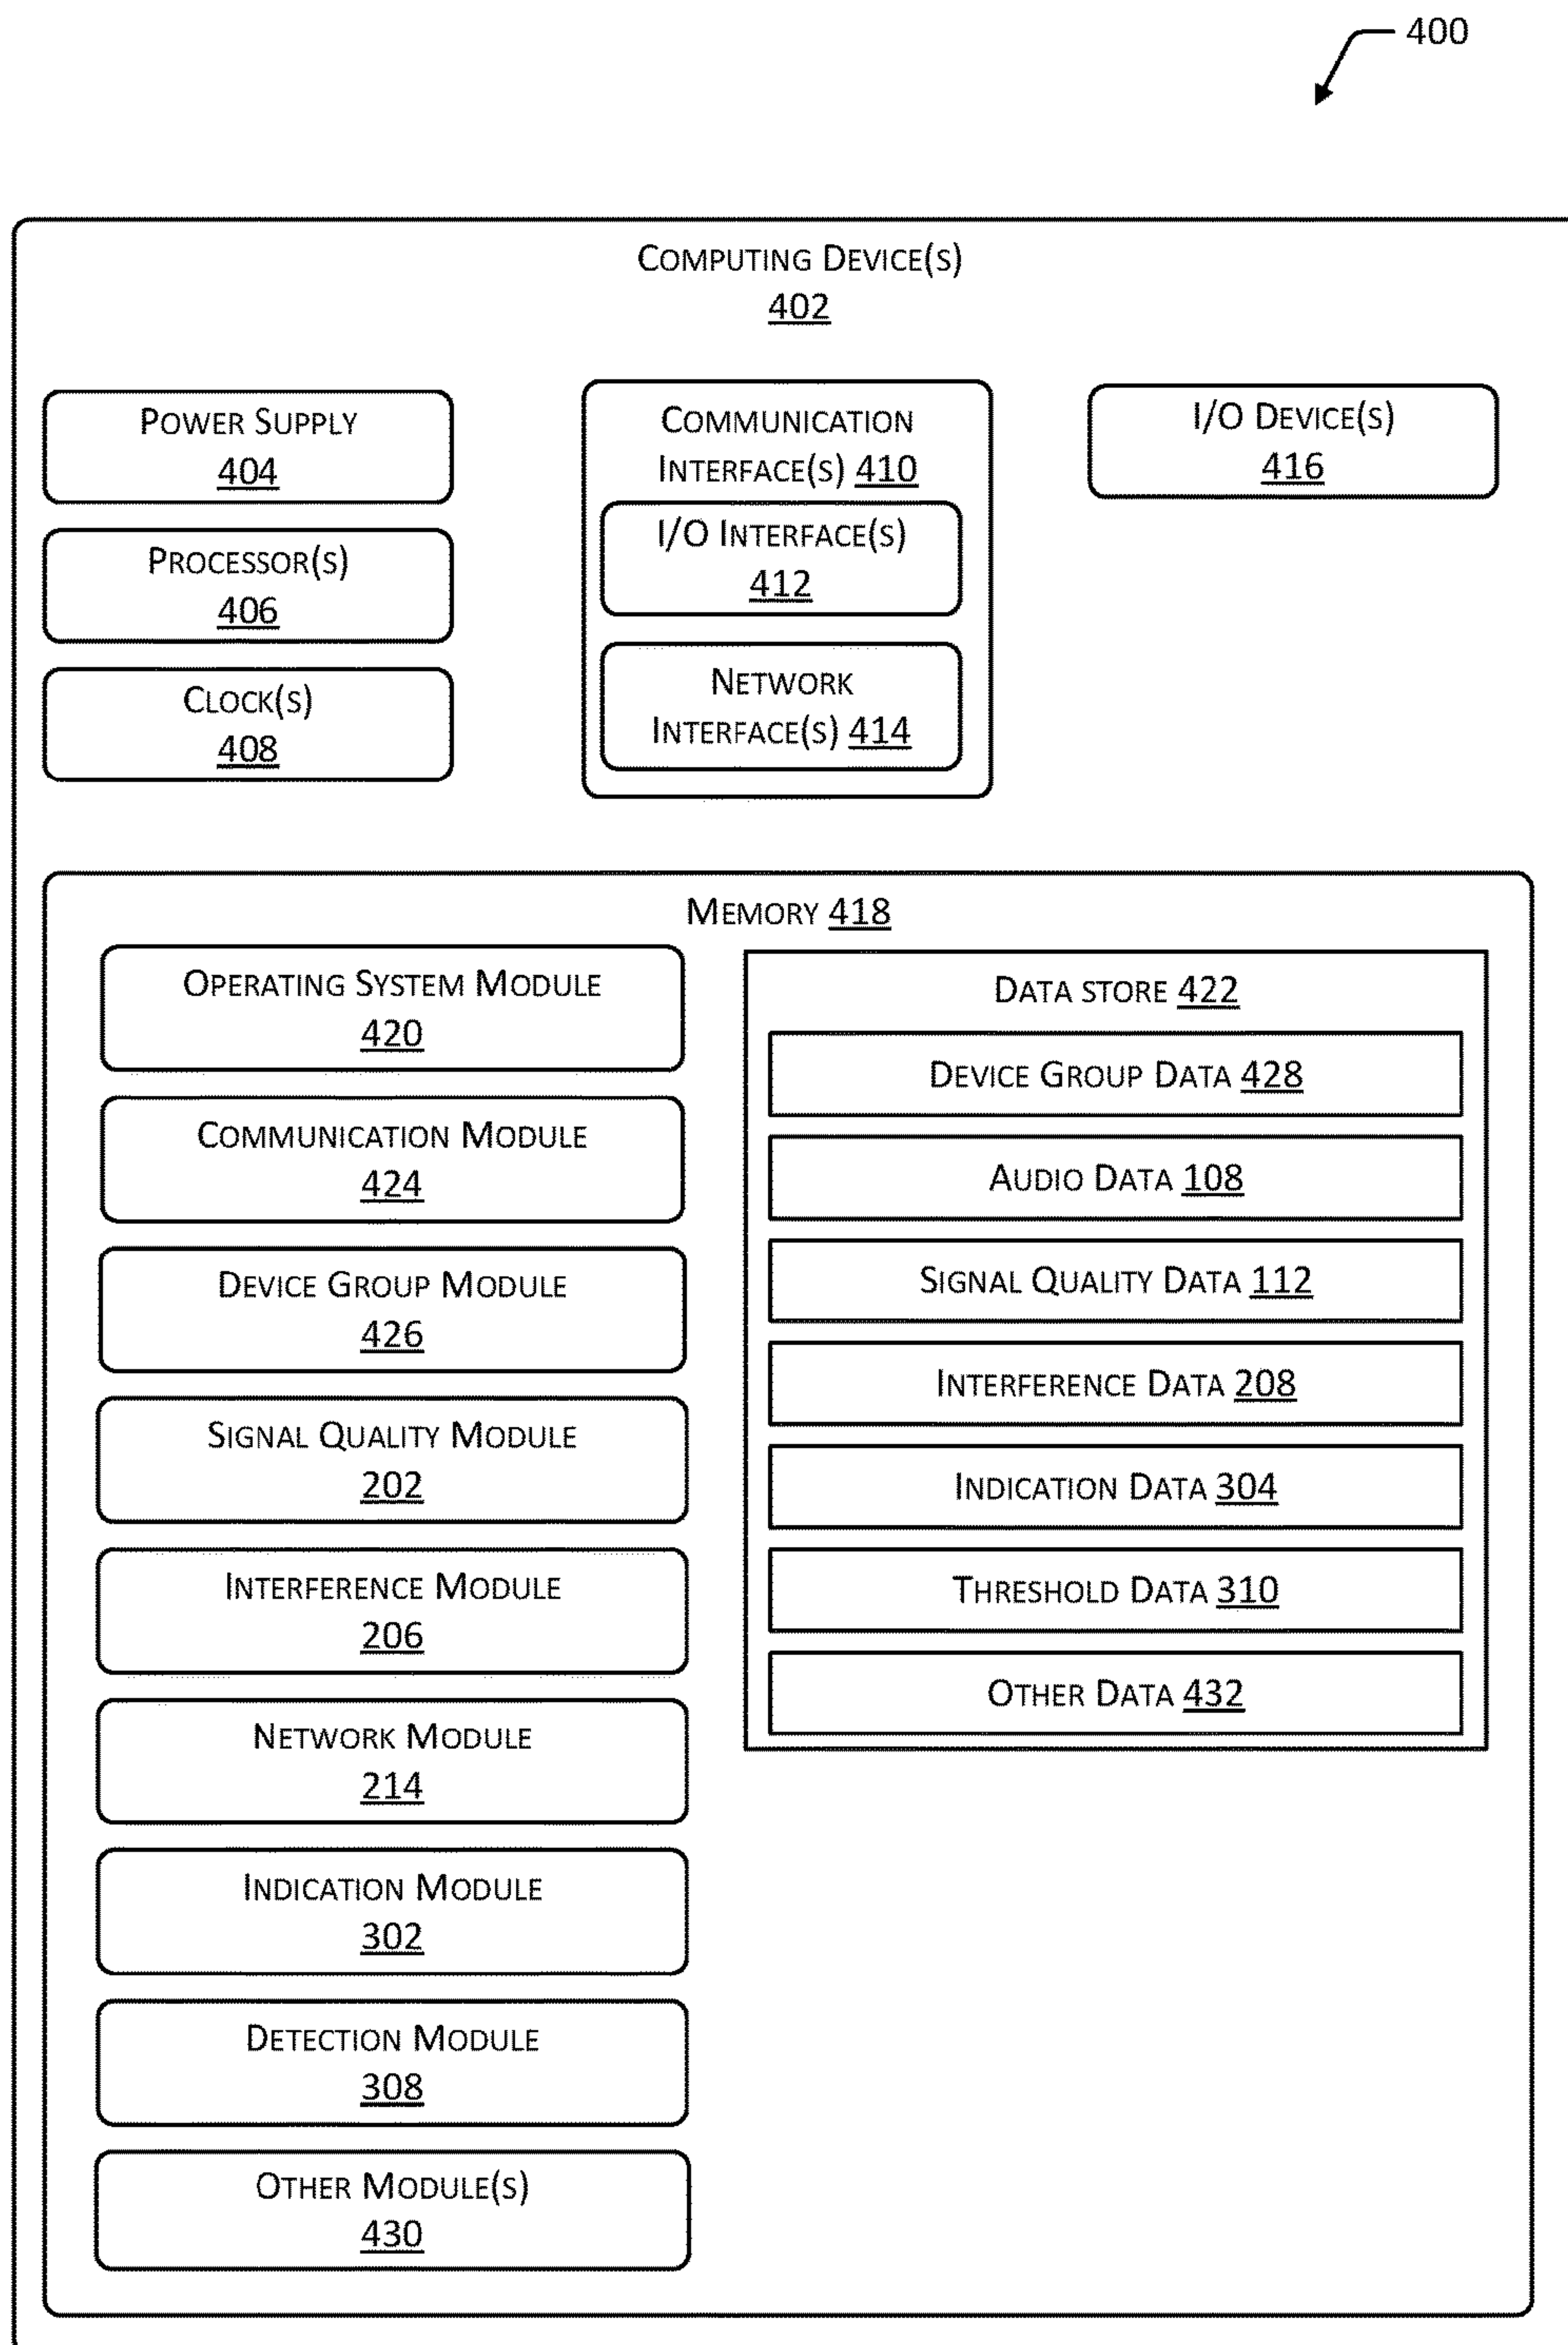 400
COMPUTING DEVICE(S)
402
POWER SUPPLY
404
PROCESSOR(S)
406
CLOCK(S)
408
COMMUNICATION
INTERFACE(S) 410
I/O INTERFACE(S)
412
NETWORK
INTERFACE(S) 414
I/O DEVICE(S)
416
MEMORY 418
OPERATING SYSTEM MODULE
420
COMMUNICATION MODULE
424
DEVICE GROUP MODULE
426
SIGNAL QUALITY MODULE
202
INTERFERENCE MODULE
206
NETWORK MODULE
214
INDICATION MODULE
302
DETECTION MODULE
308
OTHER MODULE(S)
430
DATA STORE 422
DEVICE GROUP DATA 428
AUDIO DATA 108
SIGNAL QUALITY DATA 112
INTERFERENCE DATA 208
INDICATION DATA 304
THRESHOLD DATA 310
OTHER DATA 432